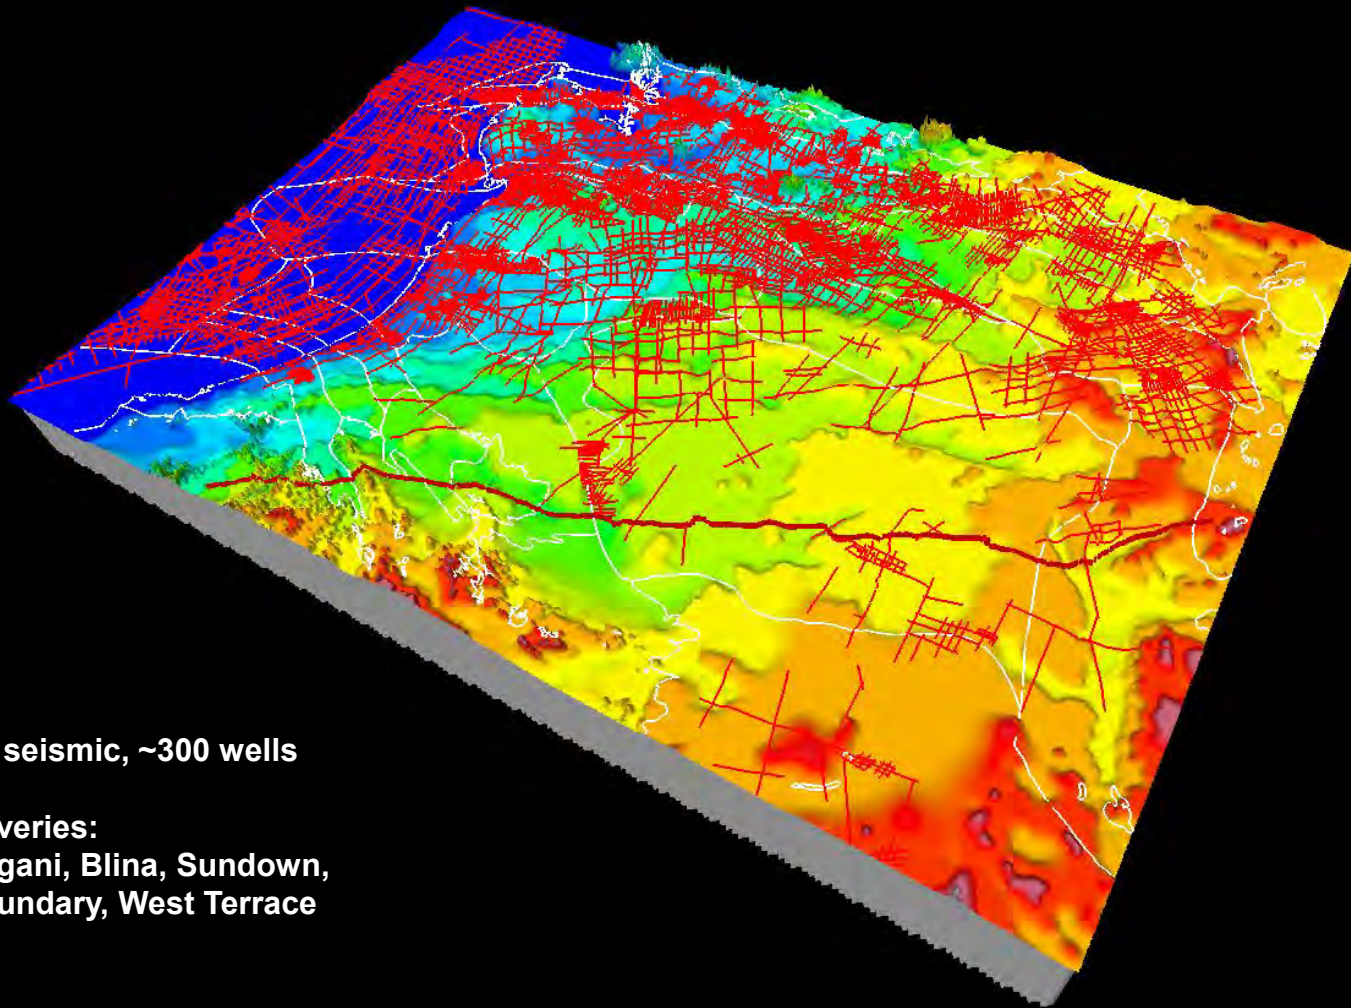 seismic, ~300 wells
veries:
gani, Blina, Sundown,
undary, West Terrace